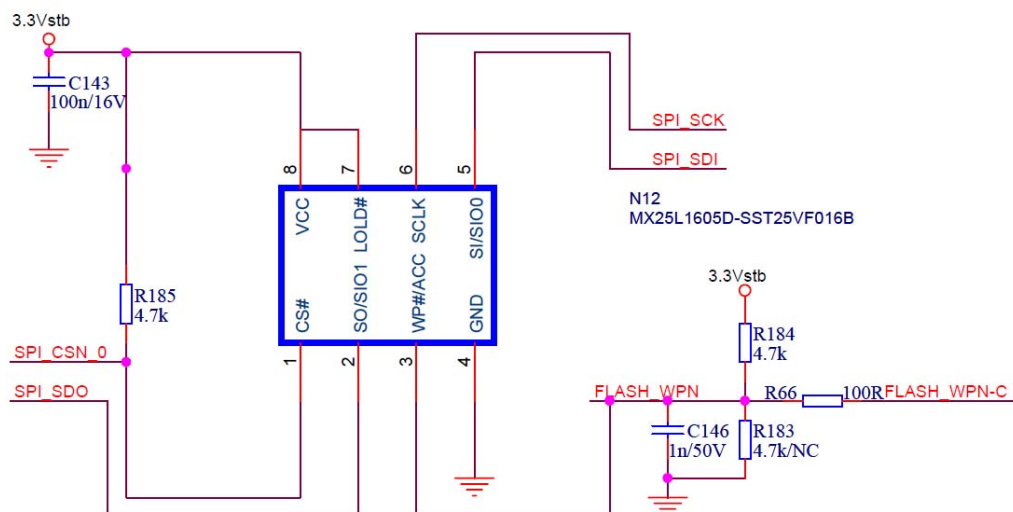 3.3Vstb
C143
100n/16V
SPI_SCK
SPI_SDI
8
7
6
5
VCC
LOLD#
SCLK
SI/SIO0
N12
MX25L1605D-SST25VF016B
CS#
SO/SIO1
WP#/ACC
GND
R185
4.7k
3.3Vstb
R184
4.7k
SPI_CSN_0
1
2
3
4
SPI_SDO
FLASH_WPN
R66
100R
FLASH_WPN-C
C146
1n/50V
R183
4.7k/NC